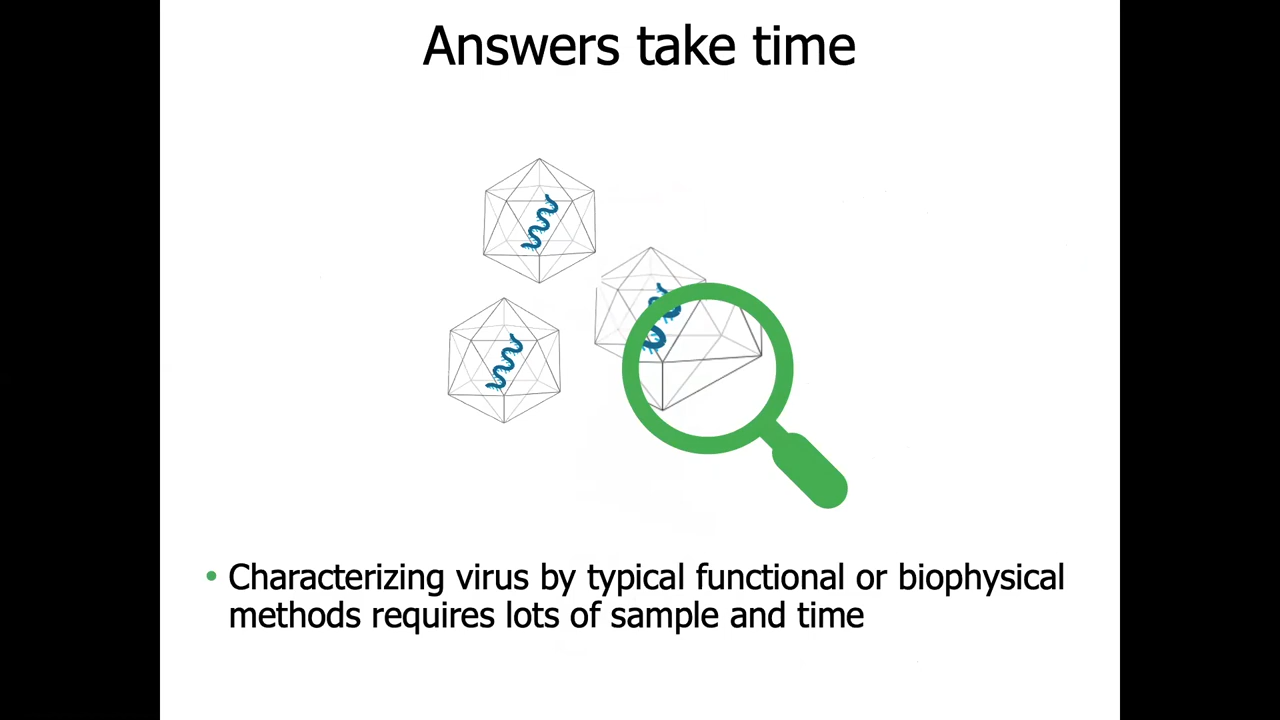 Answers take time
• Characterizing virus by typical functional or biophysical
methods requires lots of sample and time